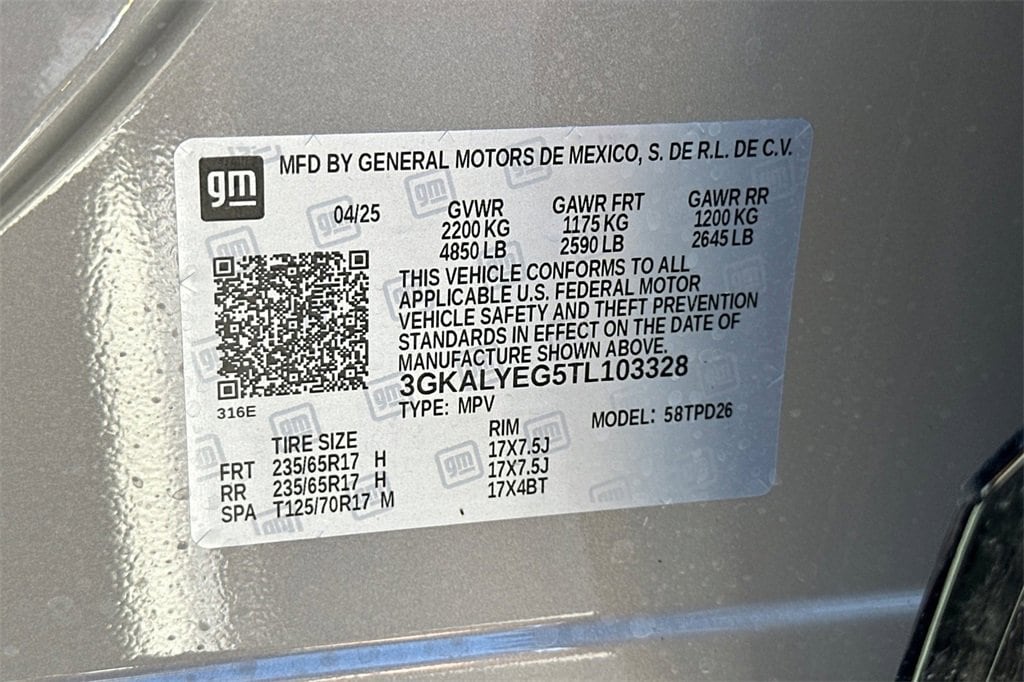 gm
MFD BY GENERAL MOTORS DE MEXICO, S. DE R.L. DE C.V.
04/25
GVWR GAWR FRT GAWR RR
2200 KG 1175 KG 1200 KG
4850 LB 2590 LB 2645 LB
THIS VEHICLE CONFORMS TO ALL
APPLICABLE U.S. FEDERAL MOTOR
VEHICLE SAFETY AND THEFT PREVENTION
STANDARDS IN EFFECT ON THE DATE OF
MANUFACTURE SHOWN ABOVE.
3GKALYEG5TL103328
316E
TYPE: MPV MODEL: 58TPD26
TIRE SIZE RIM
FRT 235/65R17 H 17X7.5J
RR 235/65R17 H 17X7.5J
SPA T125/70R17 M 17X4BT